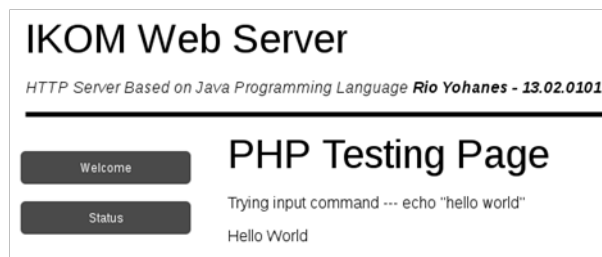 IKOM Web Server
HTTP Server Based on Java Programming Language Rio Yohanes - 13.02.0101
Welcome
PHP Testing Page
Trying input command --- echo "hello world"
Status
Hello World